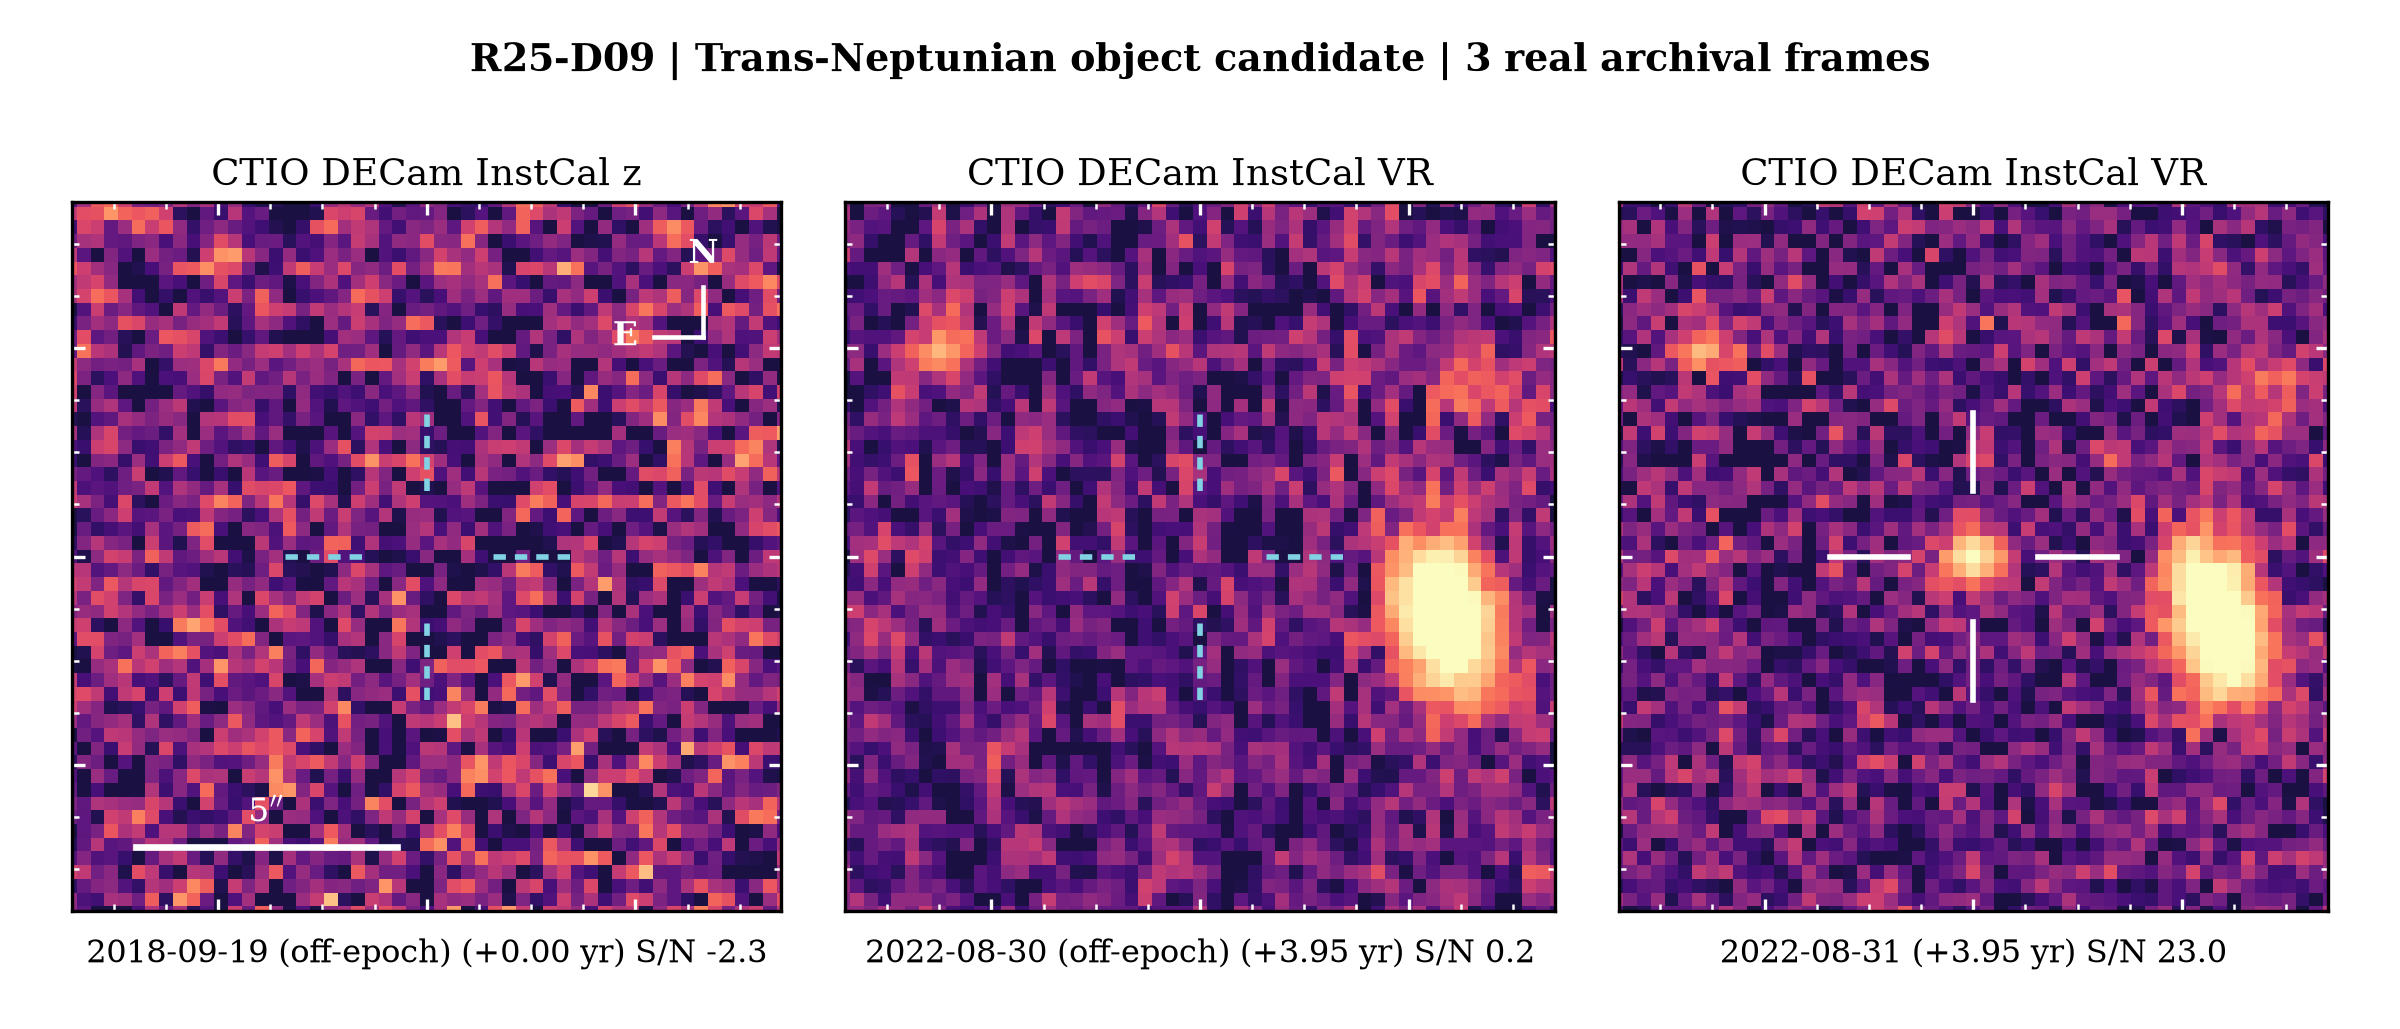 R25-D09 | Trans-Neptunian object candidate | 3 real archival frames
CTIO DECam InstCal z
CTIO DECam InstCal VR
CTIO DECam InstCal VR
N
E
5″
2018-09-19 (off-epoch) (+0.00 yr) S/N -2.3
2022-08-30 (off-epoch) (+3.95 yr) S/N 0.2
2022-08-31 (+3.95 yr) S/N 23.0